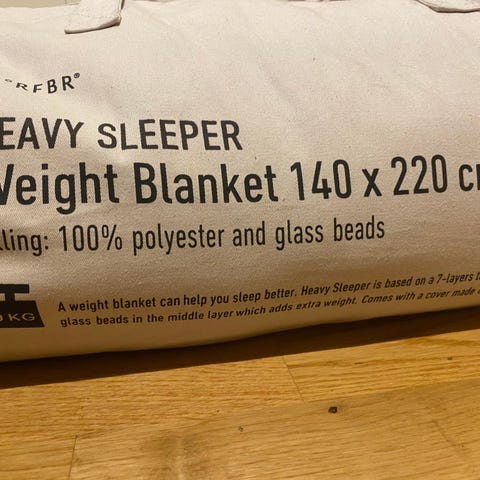 RFBR®
EAVY SLEEPER
Weight Blanket 140 x 220 c
lling: 100% polyester and glass beads
A weight blanket can help you sleep better. Heavy Sleeper is based on a 7-layers
glass beads in the middle layer which adds extra weight. Comes with a cover made
KG